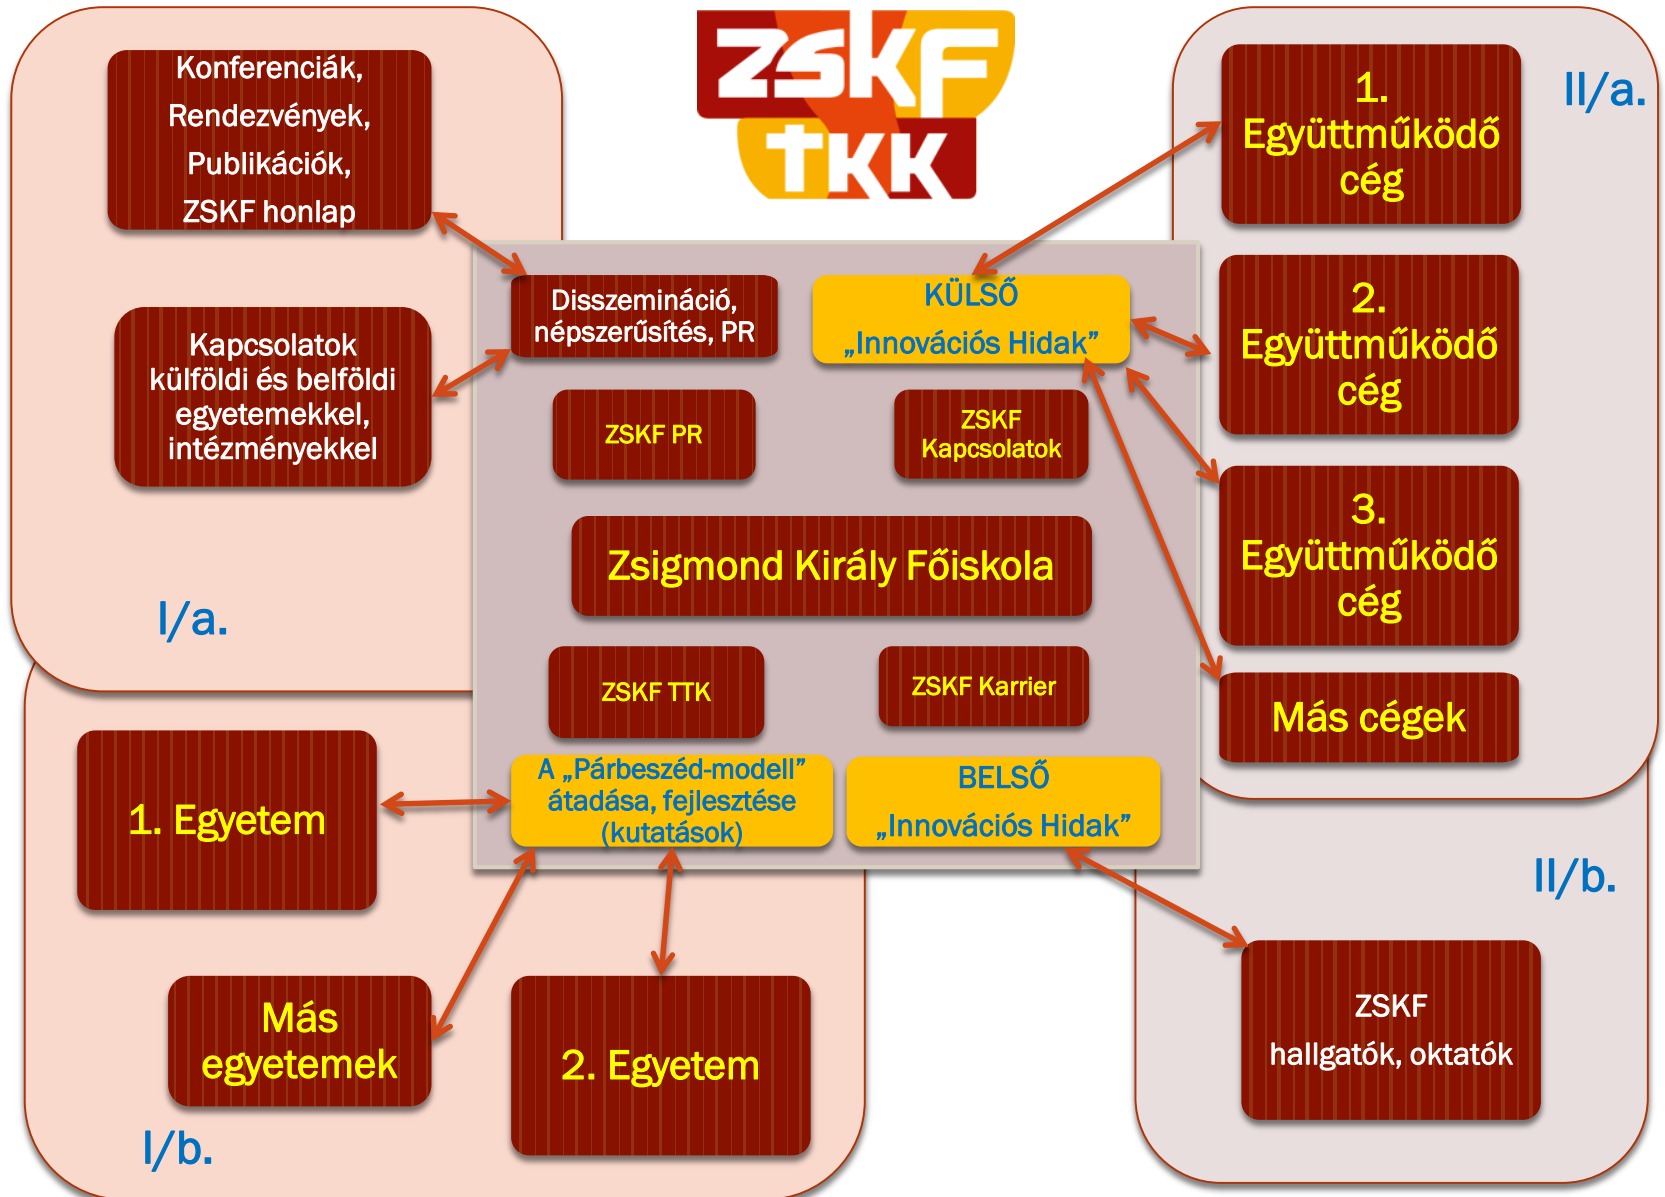 ZSKF
TKK
Konferenciák,
Rendezvények,
Publikációk,
ZSKF honlap
Kapcsolatok
külföldi és belföldi
egyetemekkel,
intézményekkel
I/a.
Disszemináció,
népszerűsítés, PR
KÜLSŐ
„Innovációs Hidak”
ZSKF PR
ZSKF
Kapcsolatok
Zsigmond Király Főiskola
ZSKF TTK
ZSKF Karrier
A „Párbeszéd-modell”
átadása, fejlesztése
(kutatások)
BELSŐ
„Innovációs Hidak”
II/a.
1.
Együttműködő
cég
2.
Együttműködő
cég
3.
Együttműködő
cég
Más cégek
1. Egyetem
Más
egyetemek
2. Egyetem
I/b.
II/b.
ZSKF
hallgatók, oktatók